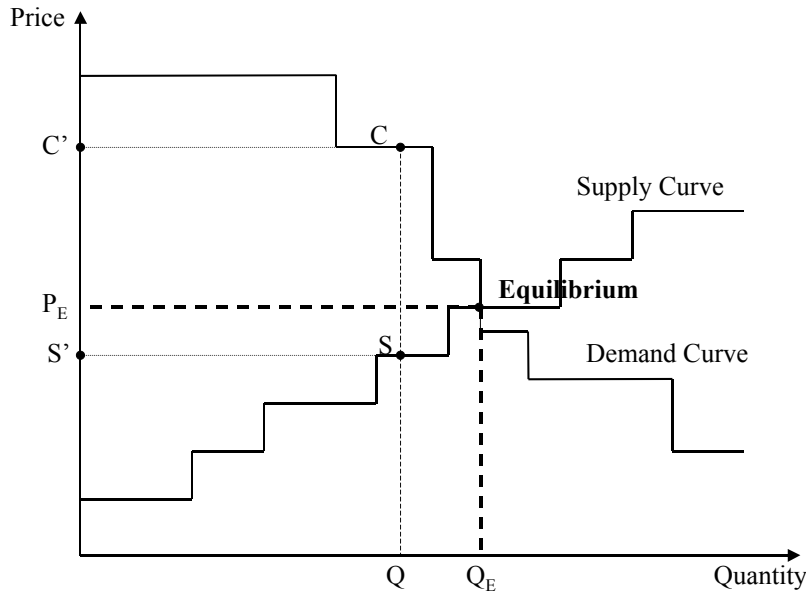 Price
C’
C
Supply Curve
P_E
Equilibrium
S’
S
Demand Curve
Q
Q_E
Quantity